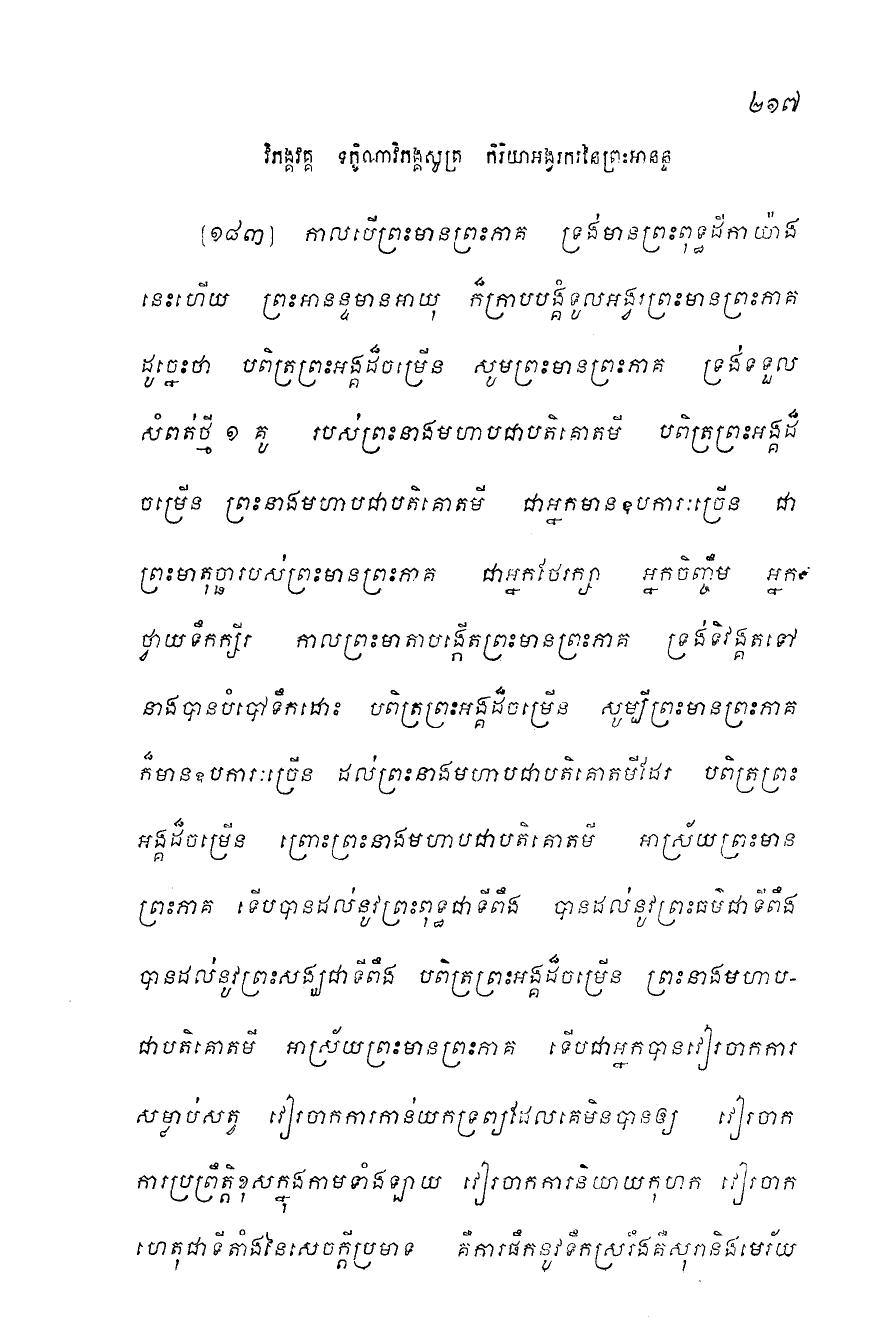 ២១៧
វិភង្គវគ្គ ទក្ខិណាវិភង្គសូត្រ កិរិយាអង្វរករនៃព្រះអានន្ទ
[១៨៣] កាលបើព្រះមានព្រះភាគ ទ្រង់មានព្រះពុទ្ធដីកាយ៉ាង
នេះហើយ ព្រះអានន្ទមានអាយុ ក៏ក្រាបបង្គំទូលអង្វរព្រះមានព្រះភាគ
ដូច្នេះថា បពិត្រព្រះអង្គដ៏ចម្រើន សូមព្រះមានព្រះភាគ ទ្រង់ទទួល
សំពត់ថ្មី ១ គូ របស់ព្រះនាងមហាបជាបតិគោតមី បពិត្រព្រះអង្គដ៏
ចម្រើន ព្រះនាងមហាបជាបតិគោតមី ជាអ្នកមានឧបការៈច្រើន ជា
ព្រះមាតុច្ឆារបស់ព្រះមានព្រះភាគ ជាអ្នកថែរក្សា អ្នកចិញ្ចឹម អ្នក
ថ្វាយទឹកក្សីរ កាលព្រះមាតាបង្កើតព្រះមានព្រះភាគ ទ្រង់ទិវង្គតទៅ
នាងបានបំបៅទឹកដោះ បពិត្រព្រះអង្គដ៏ចម្រើន សូម្បីព្រះមានព្រះភាគ
ក៏មានឧបការៈច្រើន ដល់ព្រះនាងមហាបជាបតិគោតមីដែរ បពិត្រព្រះ
អង្គដ៏ចម្រើន ព្រោះព្រះនាងមហាបជាបតិគោតមី អាស្រ័យព្រះមាន
ព្រះភាគ ទើបបានដល់នូវព្រះពុទ្ធជាទីពឹង បានដល់នូវព្រះធម៌ជាទីពឹង
បានដល់នូវព្រះសង្ឃជាទីពឹង បពិត្រព្រះអង្គដ៏ចម្រើន ព្រះនាងមហាប-
ជាបតិគោតមី អាស្រ័យព្រះមានព្រះភាគ ទើបជាអ្នកបានវៀរចាកការ
សម្លាប់សត្វ វៀរចាកការកាន់យកទ្រព្យដែលគេមិនបានឲ្យ វៀរចាក
ការប្រព្រឹត្តិខុសក្នុងកាមទាំងឡាយ វៀរចាកការនិយាយកុហក វៀរចាក
ហេតុជាទីតាំងនៃសេចក្តីប្រមាទ គឺការផឹកនូវទឹកស្រវឹងគឺសុរានិងមេរ័យ